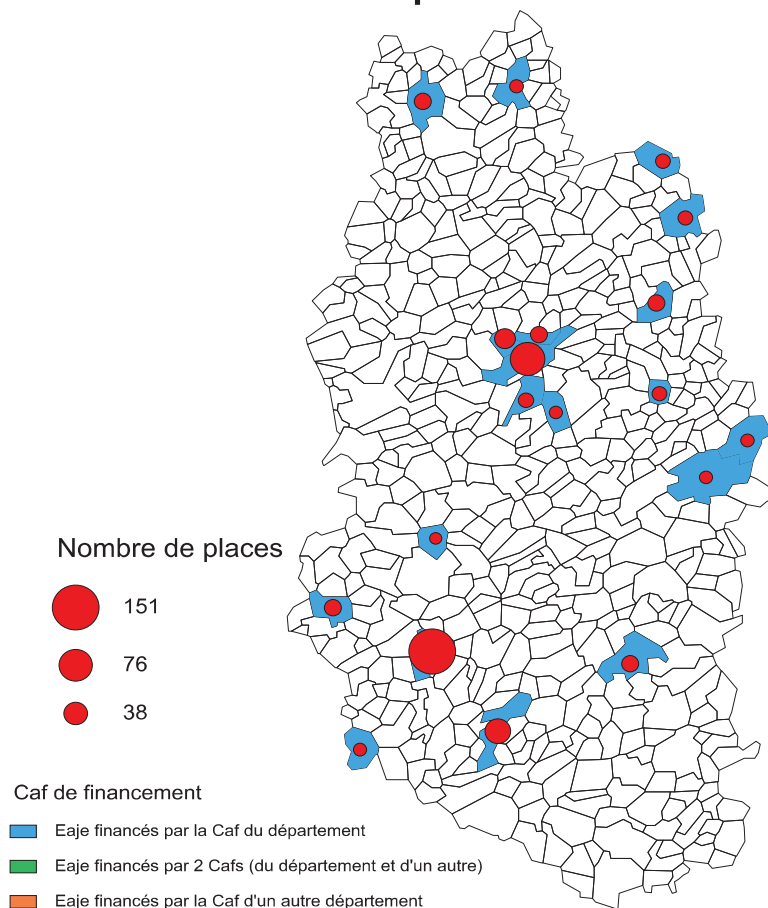 Nombre de places
151
76
38
Caf de financement
Eaje financés par la Caf du département
Eaje financés par 2 Cafs (du département et d'un autre)
Eaje financés par la Caf d'un autre département